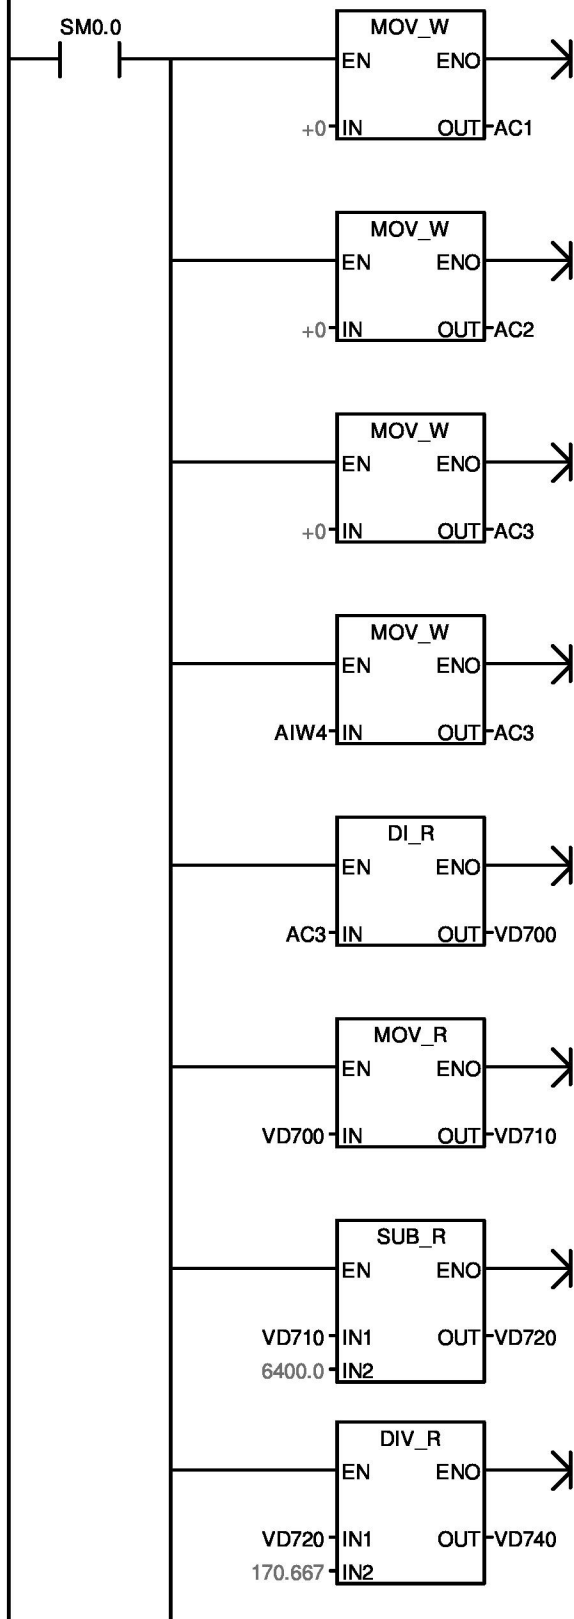 SM0.0
MOV_W
EN ENO
+0 IN OUT AC1
MOV_W
EN ENO
+0 IN OUT AC2
MOV_W
EN ENO
+0 IN OUT AC3
MOV_W
EN ENO
AIW4 IN OUT AC3
DI_R
EN ENO
AC3 IN OUT VD700
MOV_R
EN ENO
VD700 IN OUT VD710
SUB_R
EN ENO
VD710 IN1 OUT VD720
6400.0 IN2
DIV_R
EN ENO
VD720 IN1 OUT VD740
170.667 IN2